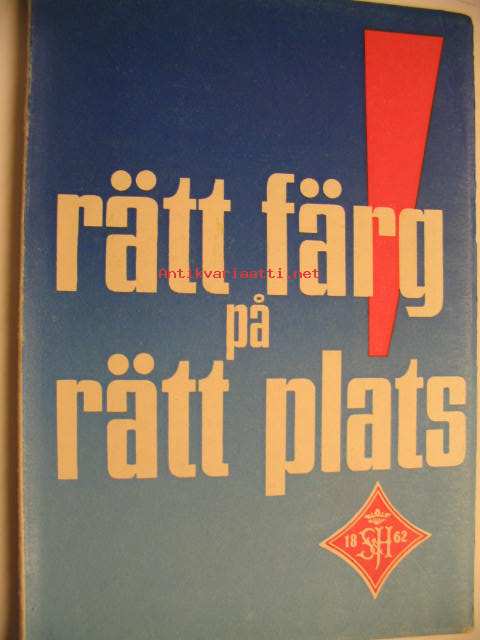 rätt färg
Antikvariaatti.net
på
rätt plats
18 SH 62